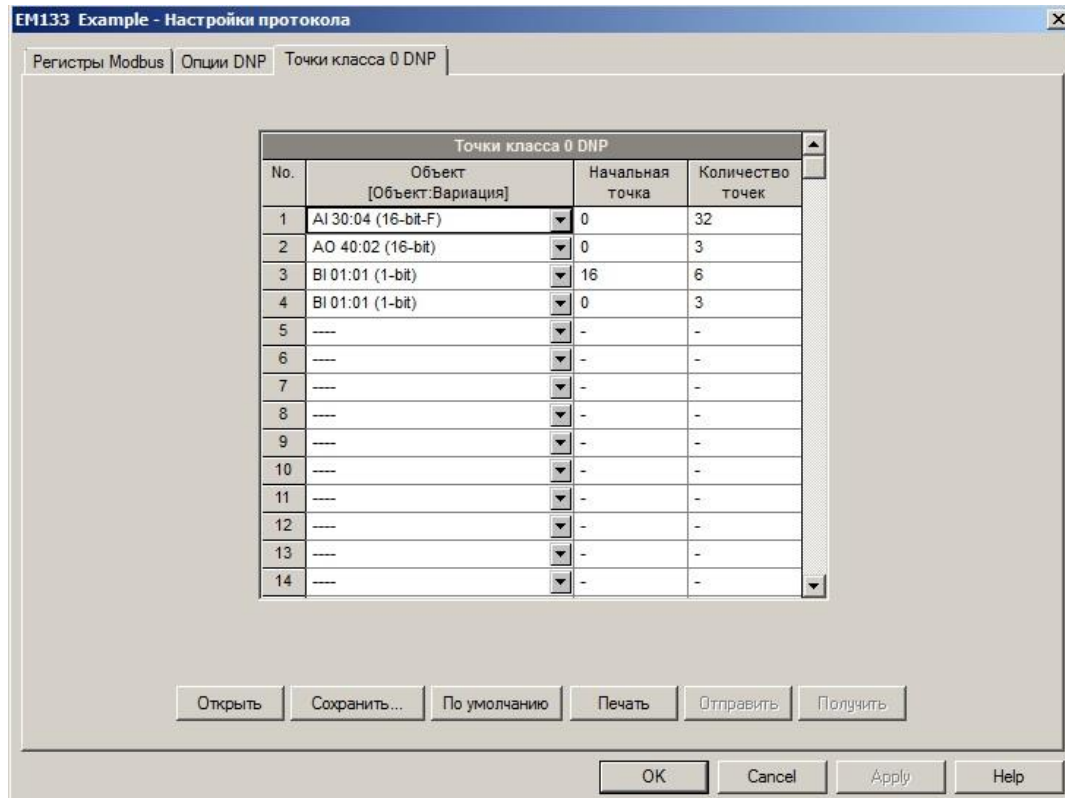 EM133 Example - Настройки протокола
Регистры Modbus Опции DNP Точки класса 0 DNP
Точки класса 0 DNP
No. Объект [Объект:Вариация] Начальная точка Количество точек
1 AI 30:04 (16-bit-F) 0 32
2 AO 40:02 (16-bit) 0 3
3 BI 01:01 (1-bit) 16 6
4 BI 01:01 (1-bit) 0 3
5 ---- - -
6 ---- - -
7 ---- - -
8 ---- - -
9 ---- - -
10 ---- - -
11 ---- - -
12 ---- - -
13 ---- - -
14 ---- - -
Открыть Сохранить... По умолчанию Печать Отправить Получить
OK Cancel Apply Help